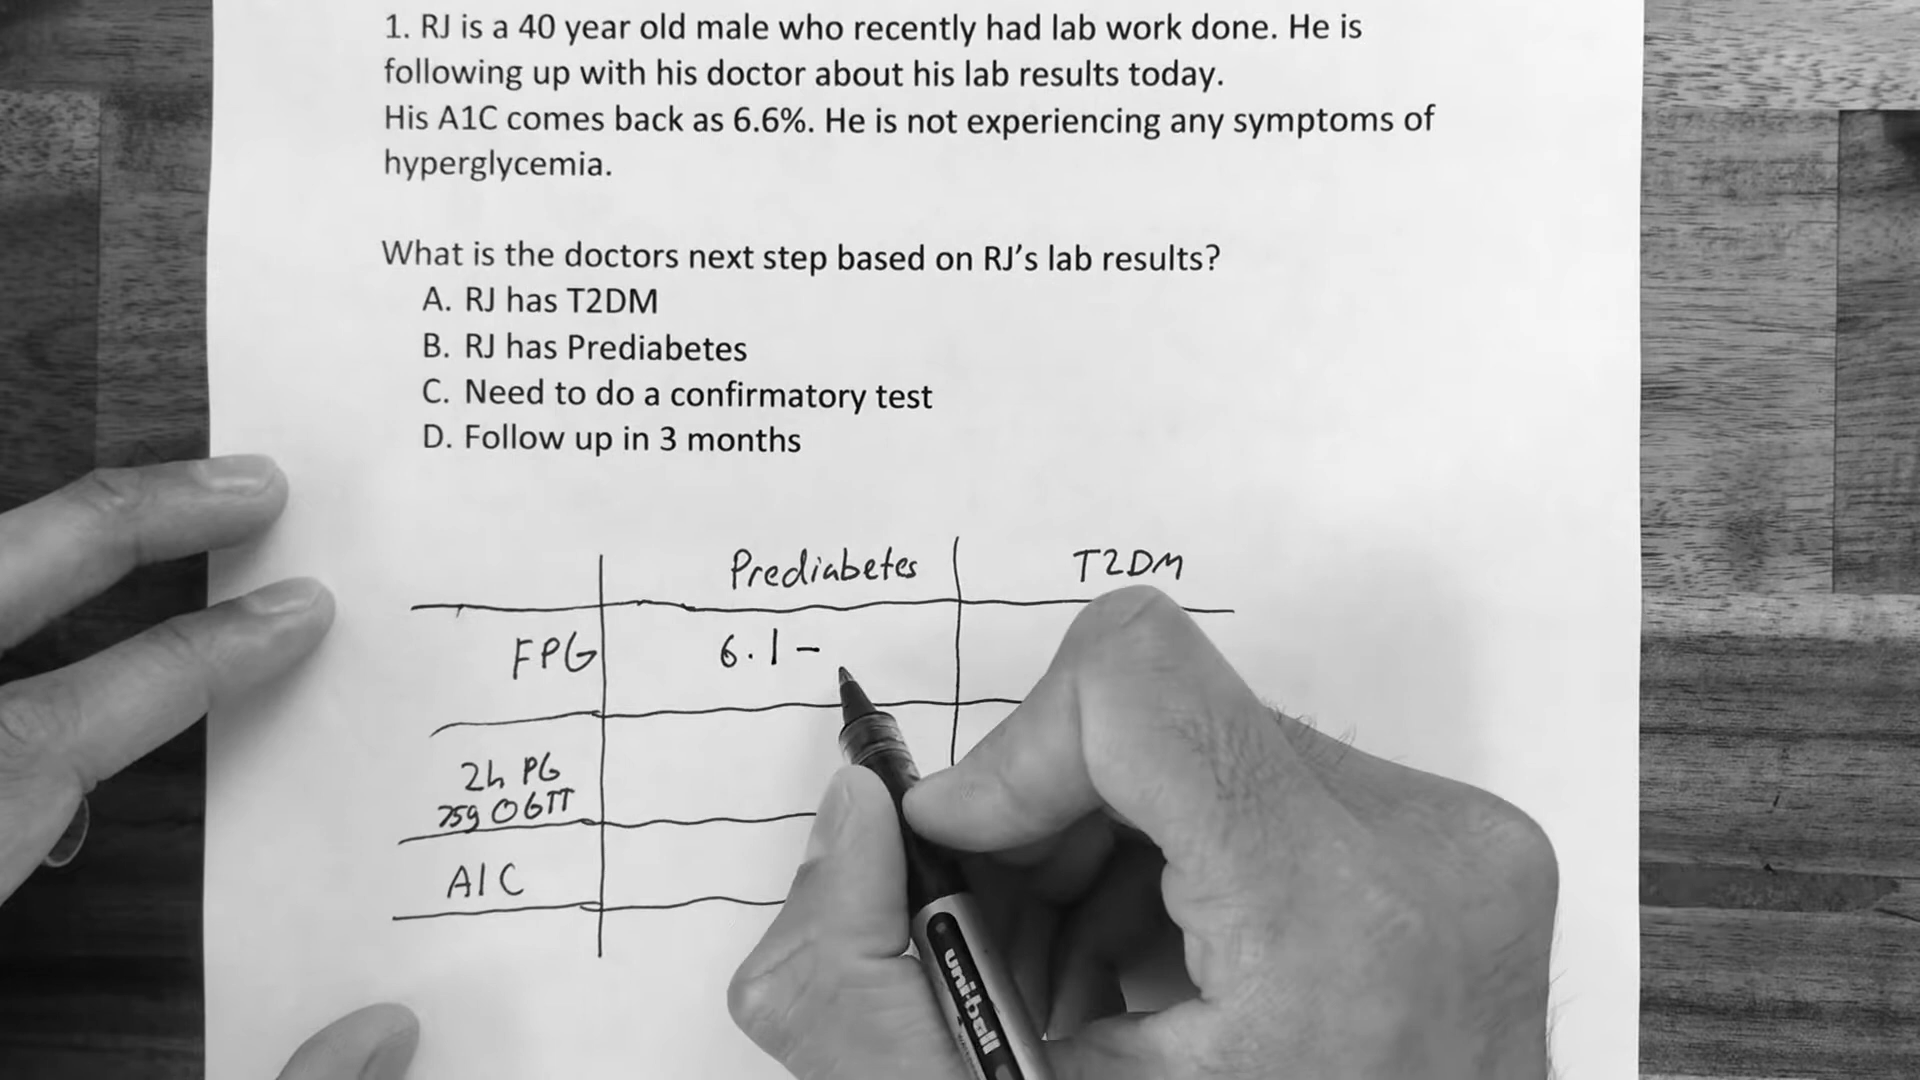 1. RJ is a 40 year old male who recently had lab work done. He is
following up with his doctor about his lab results today.
His A1C comes back as 6.6%. He is not experiencing any symptoms of
hyperglycemia.
What is the doctors next step based on RJ's lab results?
A. RJ has T2DM
B. RJ has Prediabetes
C. Need to do a confirmatory test
D. Follow up in 3 months
Prediabetes T2DM
FPG 6.1 -
2h PG
75g OGTT
A1C
uni-ball